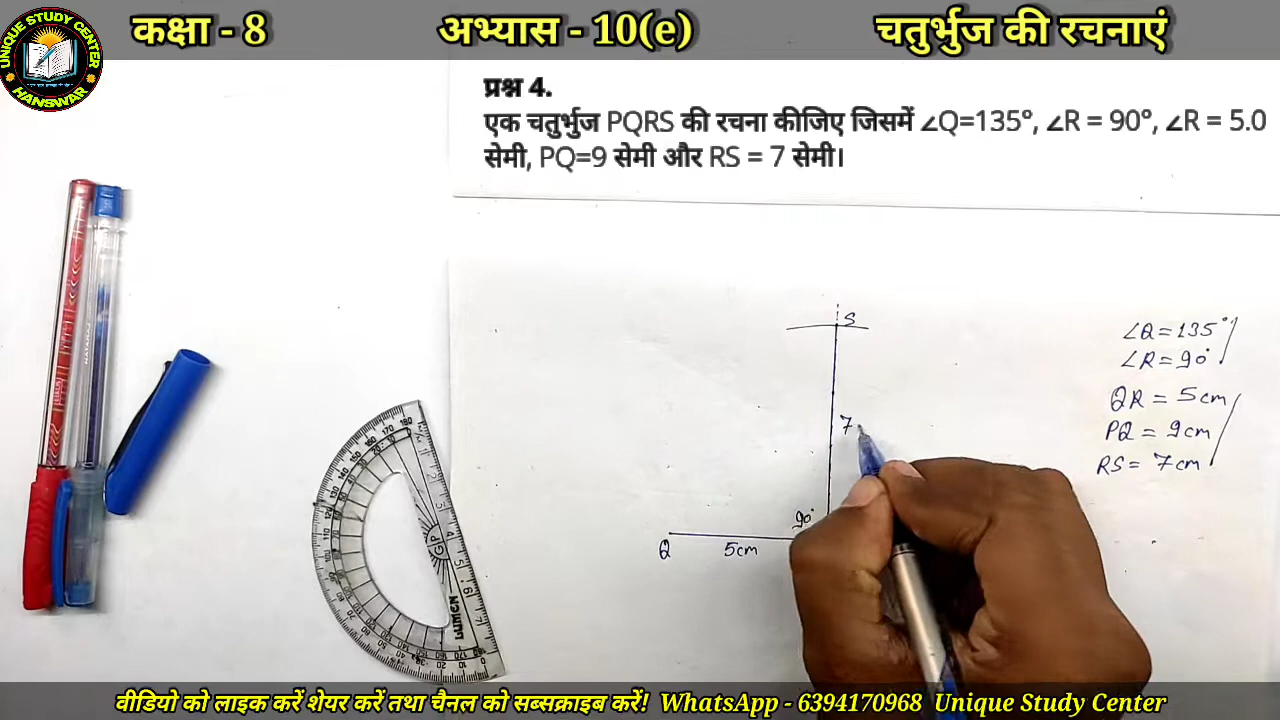 UNIQUE STUDY CENTER
HANSWAR
कक्षा - 8
अभ्यास - 10(e)
चतुर्भुज की रचनाएं
प्रश्न 4.
एक चतुर्भुज PQRS की रचना कीजिए जिसमें ∠Q=135°, ∠R = 90°, ∠R = 5.0
सेमी, PQ=9 सेमी और RS = 7 सेमी।
S
7
90°
Q
5cm
∠Q = 135°
∠R = 90°
QR = 5cm
PQ = 9cm
RS = 7cm
GP
LUMEN
वीडियो को लाइक करें शेयर करें तथा चैनल को सब्सक्राइब करें! WhatsApp - 6394170968 Unique Study Center